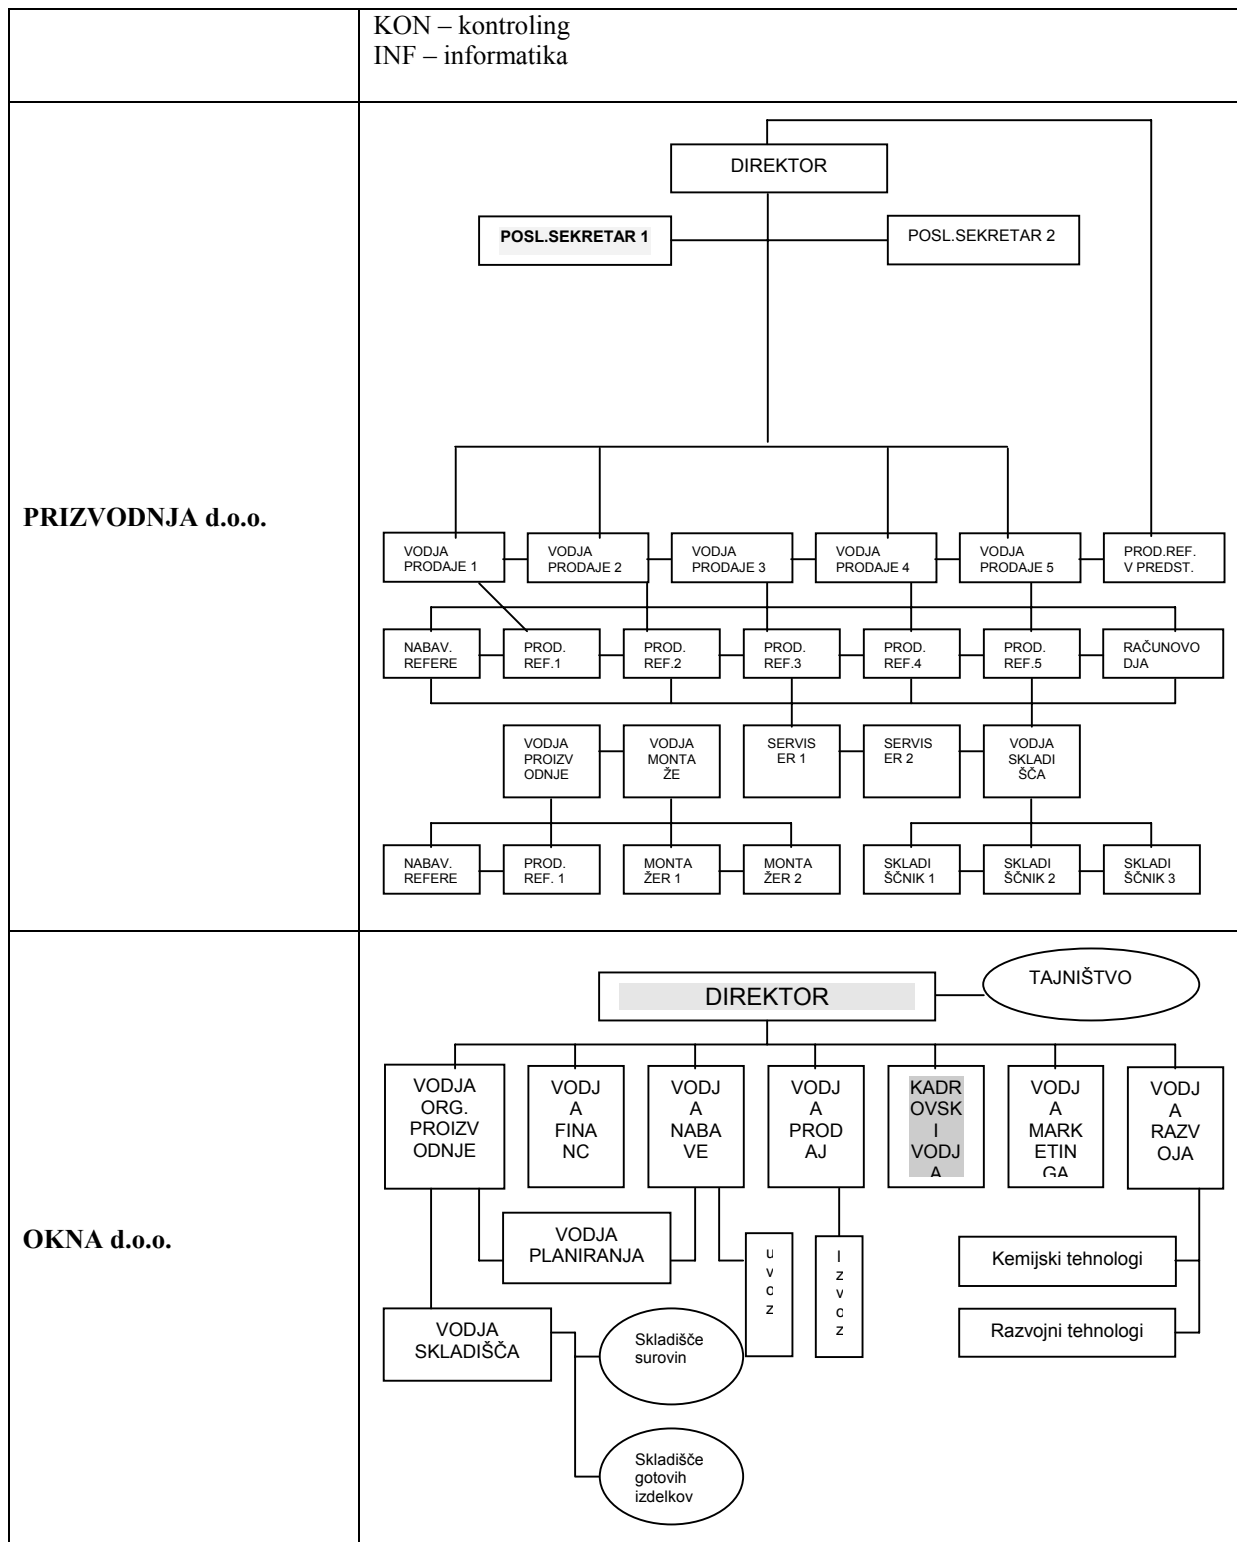 KON – kontroling
INF – informatika
PRIZVODNJA d.o.o.
DIREKTOR
POSL.SEKRETAR 1
POSL.SEKRETAR 2
VODJA
PRODAJE 1
VODJA
PRODAJE 2
VODJA
PRODAJE 3
VODJA
PRODAJE 4
VODJA
PRODAJE 5
PROD.REF.
V PREDST.
NABAV.
REFERE
PROD.
REF.1
PROD.
REF.2
PROD.
REF.3
PROD.
REF.4
PROD.
REF.5
RAČUNOVO
DJA
VODJA
PROIZV
ODNJE
VODJA
MONTA
ŽE
SERVIS
ER 1
SERVIS
ER 2
VODJA
SKLADI
ŠČA
NABAV.
REFERE
PROD.
REF. 1
MONTA
ŽER 1
MONTA
ŽER 2
SKLADI
ŠČNIK 1
SKLADI
ŠČNIK 2
SKLADI
ŠČNIK 3
OKNA d.o.o.
DIREKTOR
TAJNIŠTVO
VODJA
ORG.
PROIZV
ODNJE
VODJ
A
FINA
NC
VODJ
A
NABA
VE
VODJ
A
PROD
AJ
KADR
OVSK
I
VODJ
A
VODJ
A
MARK
ETIN
GA
VODJ
A
RAZV
OJA
VODJA
PLANIRANJA
u
v
o
z
I
z
v
o
z
Kemijski tehnologi
Razvojni tehnologi
VODJA
SKLADIŠČA
Skladišče
surovin
Skladišče
gotovih
izdelkov